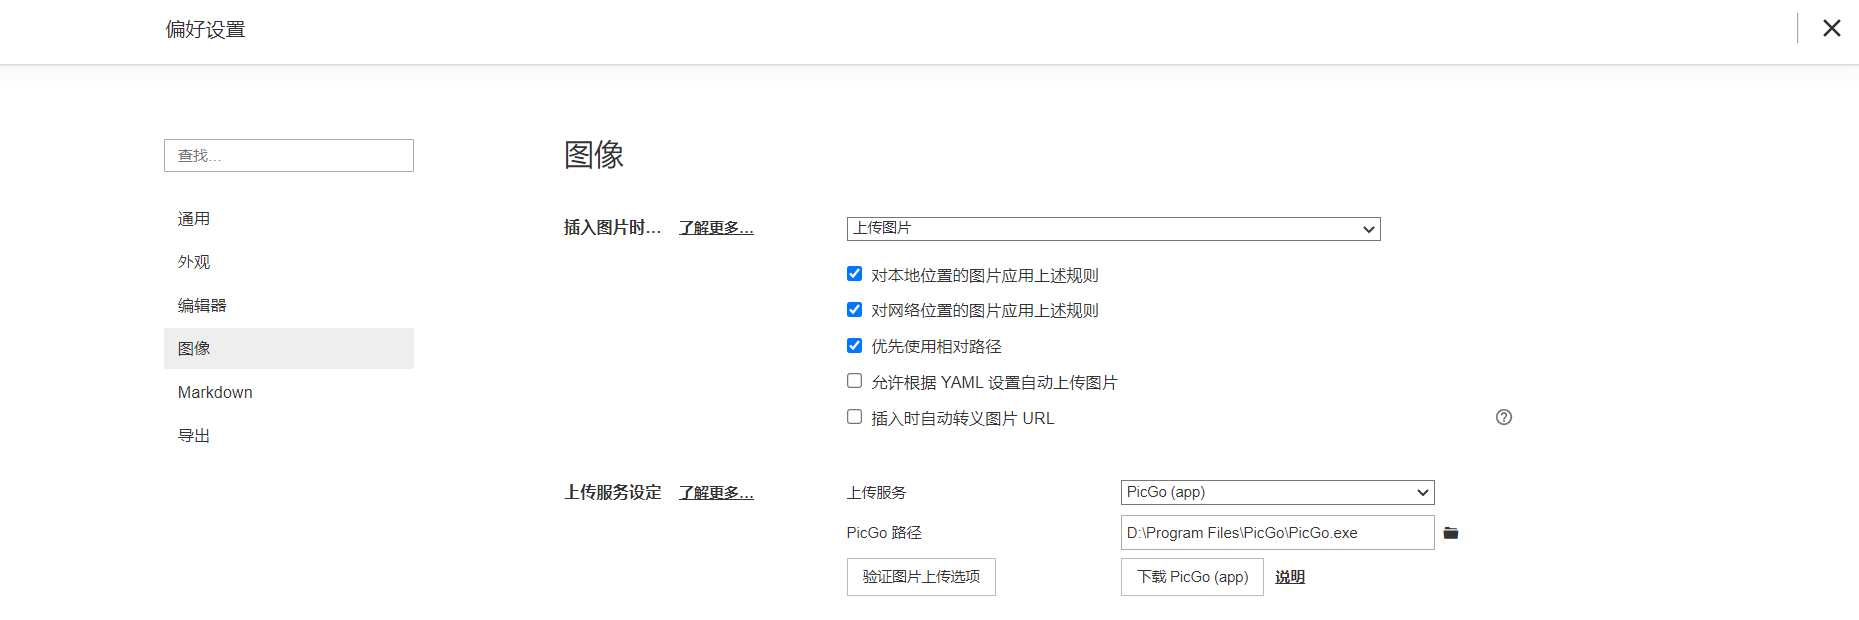 偏好设置
查找...
通用
外观
编辑器
图像
Markdown
导出
图像
插入图片时... 了解更多... 上传图片
对本地位置的图片应用上述规则
对网络位置的图片应用上述规则
优先使用相对路径
允许根据 YAML 设置自动上传图片
插入时自动转义图片 URL
上传服务设定 了解更多... 上传服务 PicGo (app)
PicGo 路径 D:\Program Files\PicGo\PicGo.exe
验证图片上传选项 下载 PicGo (app) 说明